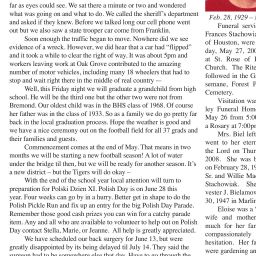 far as eyes could see. We sat there a minute or two and wondered
what was going on and what to do. We called the sheriff's department
and asked if they knew. Before we talked long our cell phone went
out but we also saw a state trooper car come from Franklin.
Soon enough the traffic began to move. Nowhere did we see
evidence of a wreck. However, we did hear that a car had "flipped"
and it took a while to clear the right of way. It was about 5pm and
workers leaving work at Oak Grove contributed to the amazing
number of motor vehicles, including many 18 wheelers that had to
stop and wait right there in the middle of real country —
Well, this Friday night we will graduate a grandchild from high
school. He will be the third one but the other two were not from
Bremond. Our oldest child was in the BHS class of 1968. Of course
her father was in the class of 1933. So as a family we do go pretty far
back in the local graduation process. Hope the weather is good and
we have a nice ceremony out on the football field for all 37 grads and
their families and guests.
Commencement comes at the end of May. That means in two
months we will be starting a new football season! A lot of water
under the bridge til then, but we will be ready for another season. It's
a new district – but the Tigers will do okay –
With the end of the school year local attention will turn to
preparation for Polski Dzien XI. Polish Day is on June 28 this
year. Four weeks can go by in a hurry. Better get in shape to do the
Polish Pickle Run and fix up an entry for the big Polish Day Parade.
Remember those good cash prizes you can win for a catchy parade
item. Any and all who are available to volunteer to help out on Polish
Day contact Stella, Marie, or Jeanne. All help is greatly appreciated.
We have scheduled our back surgery for June 13, but were
greatly disappointed by its being delayed til July 14. They said the
Feb. 28, 1929 –
Funeral Serv
Frances Stachowi
of Houston, were
day, May 27, 200
at St. Rose of L
Church. The Rite
followed in the G
semane, Forest P
Cemetery.
Visitation wa
ley Funeral Hom
May 26 from 5:00
a Rosary at 7:00p
Mrs. Biel left
went to her eterr
the Lord on Thur
2008. She was b
on February 28, 1
Sr. and Willie Ma
Stachowski. She
vester J. Bielamow
30, 1947 in Marlir
Eloise was a
wife and mother
much for her fa
compassionately
hesitation. Her fa
were gardening an